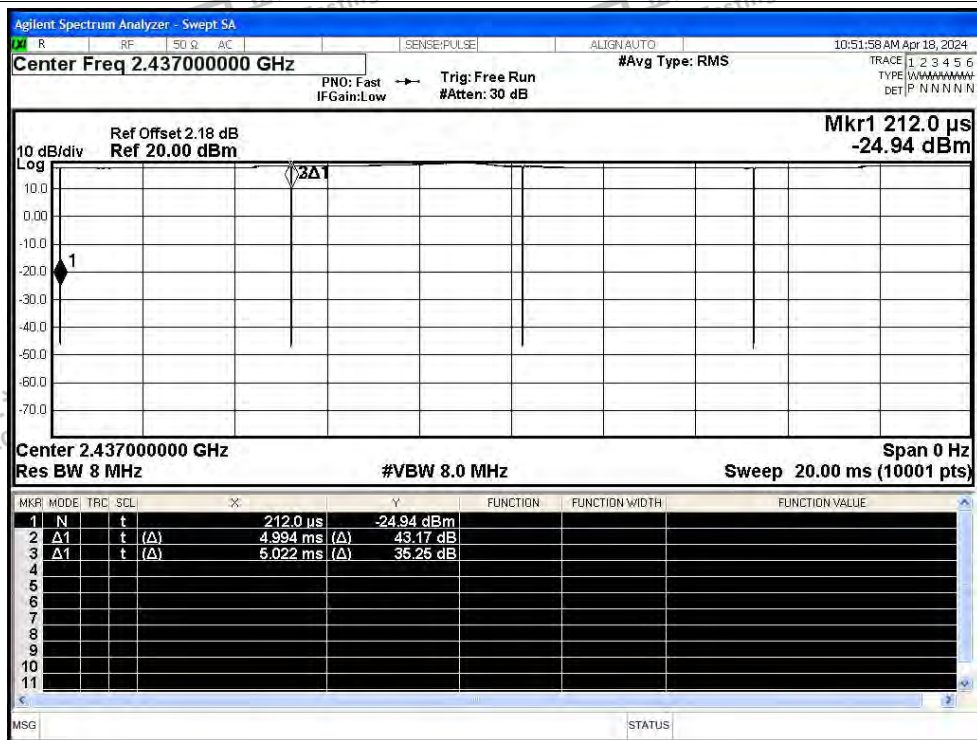 Agilent Spectrum Analyzer - Swept SA
R RF 50 Ω AC SENSE:PULSE ALIGN AUTO 10:51:58 AM Apr 18, 2024
Center Freq 2.437000000 GHz
PNO: Fast Trig: Free Run #Avg Type: RMS
IFGain:Low #Atten: 30 dB
TRACE 1 2 3 4 5 6
TYPE
DET P N N N N N
Mkr1 212.0 µs
-24.94 dBm
Ref Offset 2.18 dB
10 dB/div Ref 20.00 dBm
Log
3Δ1
10.0
0.00
-10.0
1
-20.0
-30.0
-40.0
-50.0
-60.0
-70.0
Center 2.437000000 GHz Span 0 Hz
Res BW 8 MHz #VBW 8.0 MHz Sweep 20.00 ms (10001 pts)
MKR MODE TRC SCL X Y FUNCTION FUNCTION WIDTH FUNCTION VALUE
1 N t 212.0 µs -24.94 dBm
2 Δ1 t (Δ) 4.994 ms (Δ) 43.17 dB
3 Δ1 t (Δ) 5.022 ms (Δ) 35.25 dB
4
5
6
7
8
9
10
11
MSG STATUS